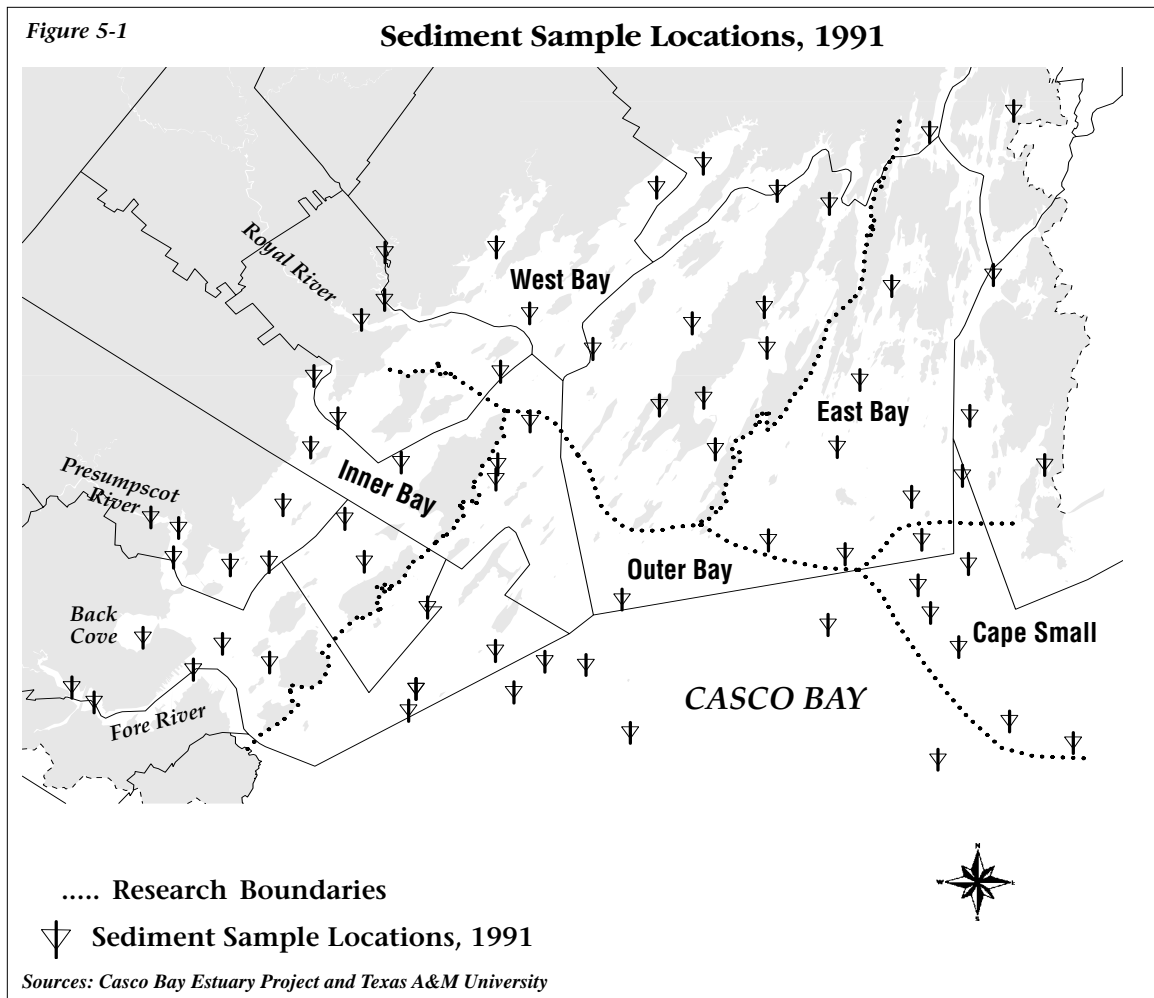 Figure 5-1
Sediment Sample Locations, 1991
Royal River
West Bay
East Bay
Inner Bay
Presumpscot
River
Outer Bay
Back
Cove
Cape Small
CASCO BAY
Fore River
N
W E
S
..... Research Boundaries
Sediment Sample Locations, 1991
Sources: Casco Bay Estuary Project and Texas A&M University